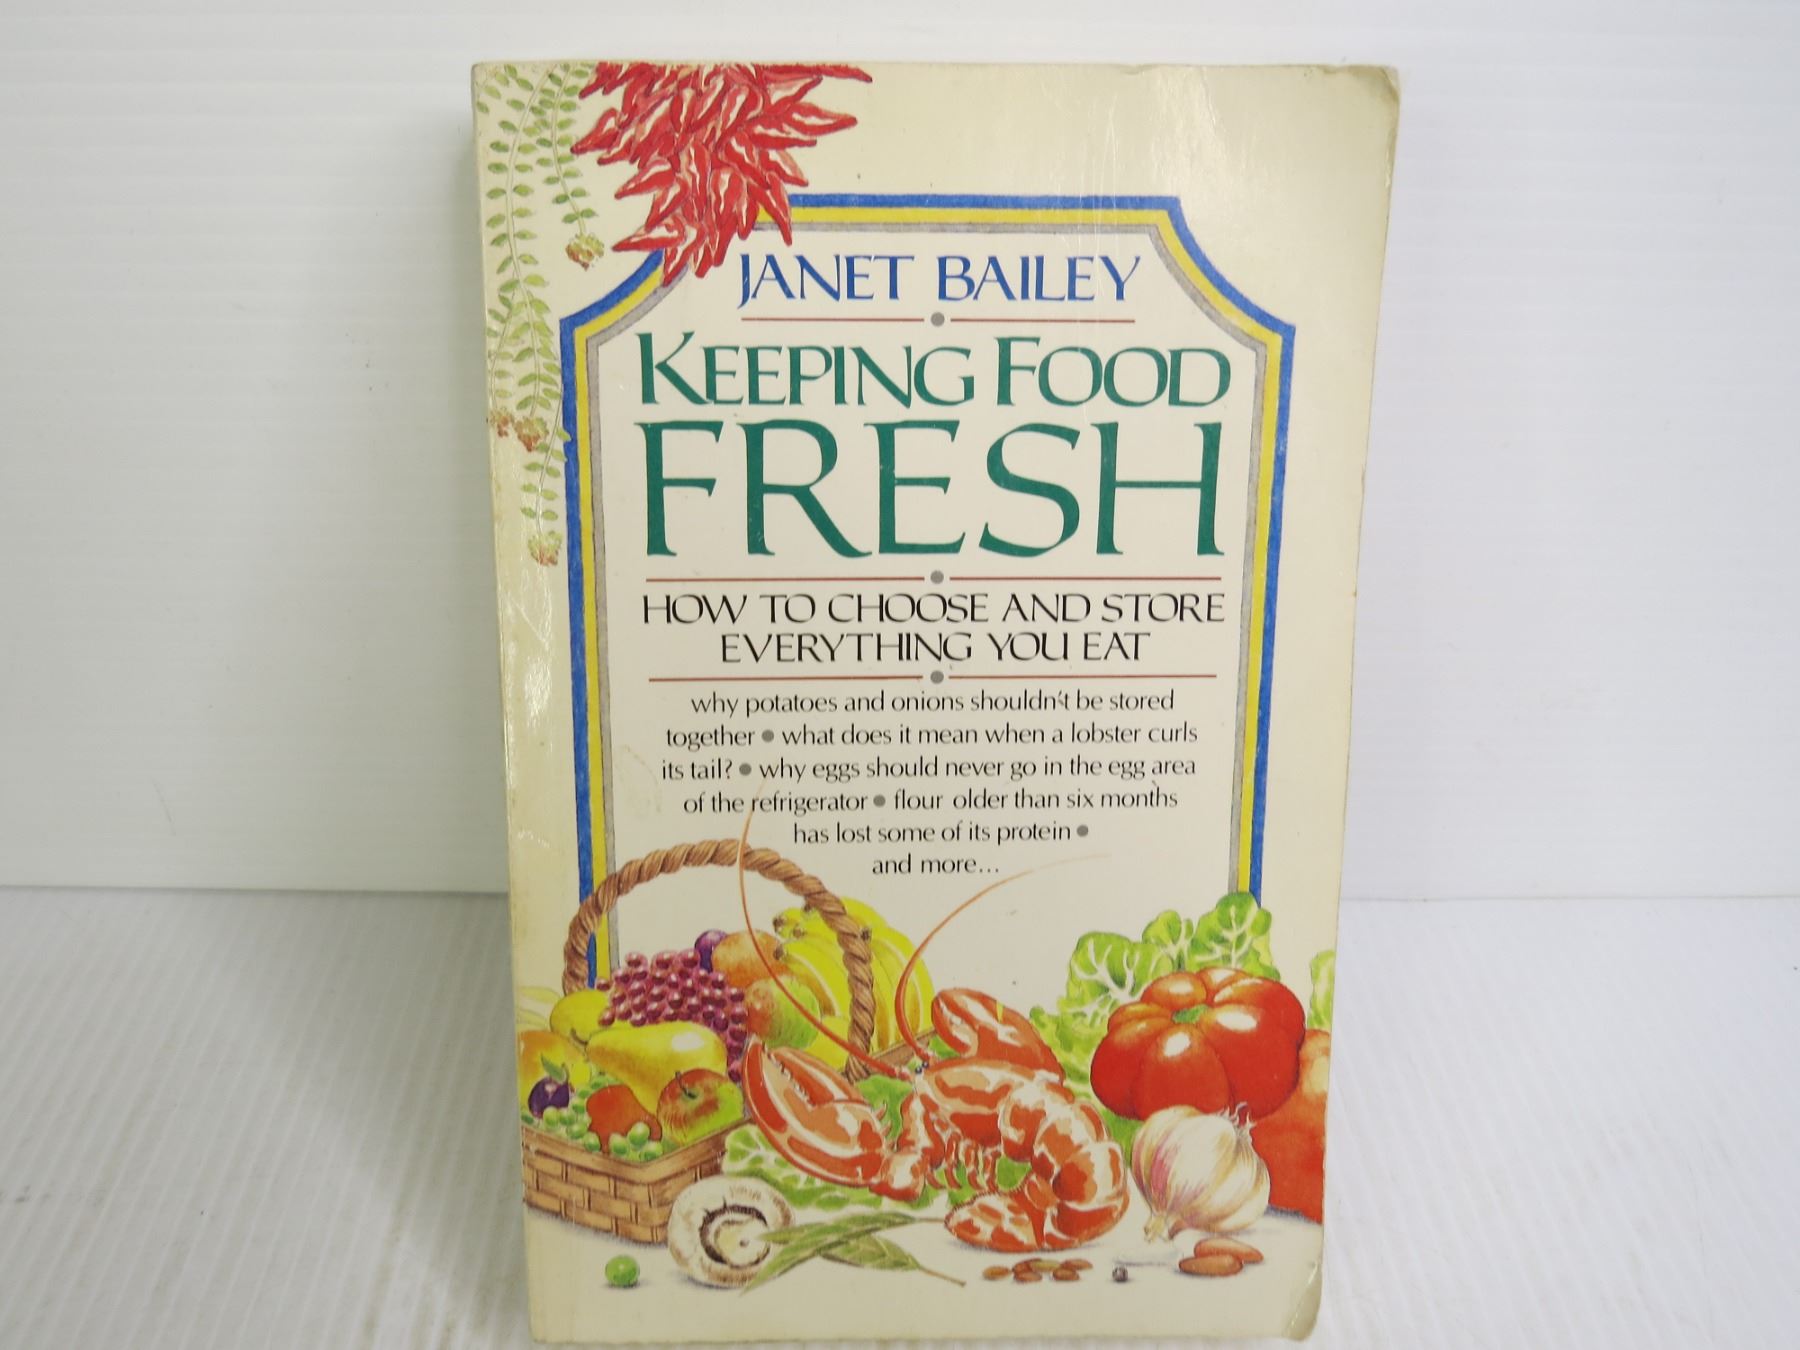 JANET BAILEY
KEEPING FOOD
FRESH
HOW TO CHOOSE AND STORE
EVERYTHING YOU EAT
why potatoes and onions shouldn't be stored
together • what does it mean when a lobster curls
its tail? • why eggs should never go in the egg area
of the refrigerator • flour older than six months
has lost some of its protein •
and more...